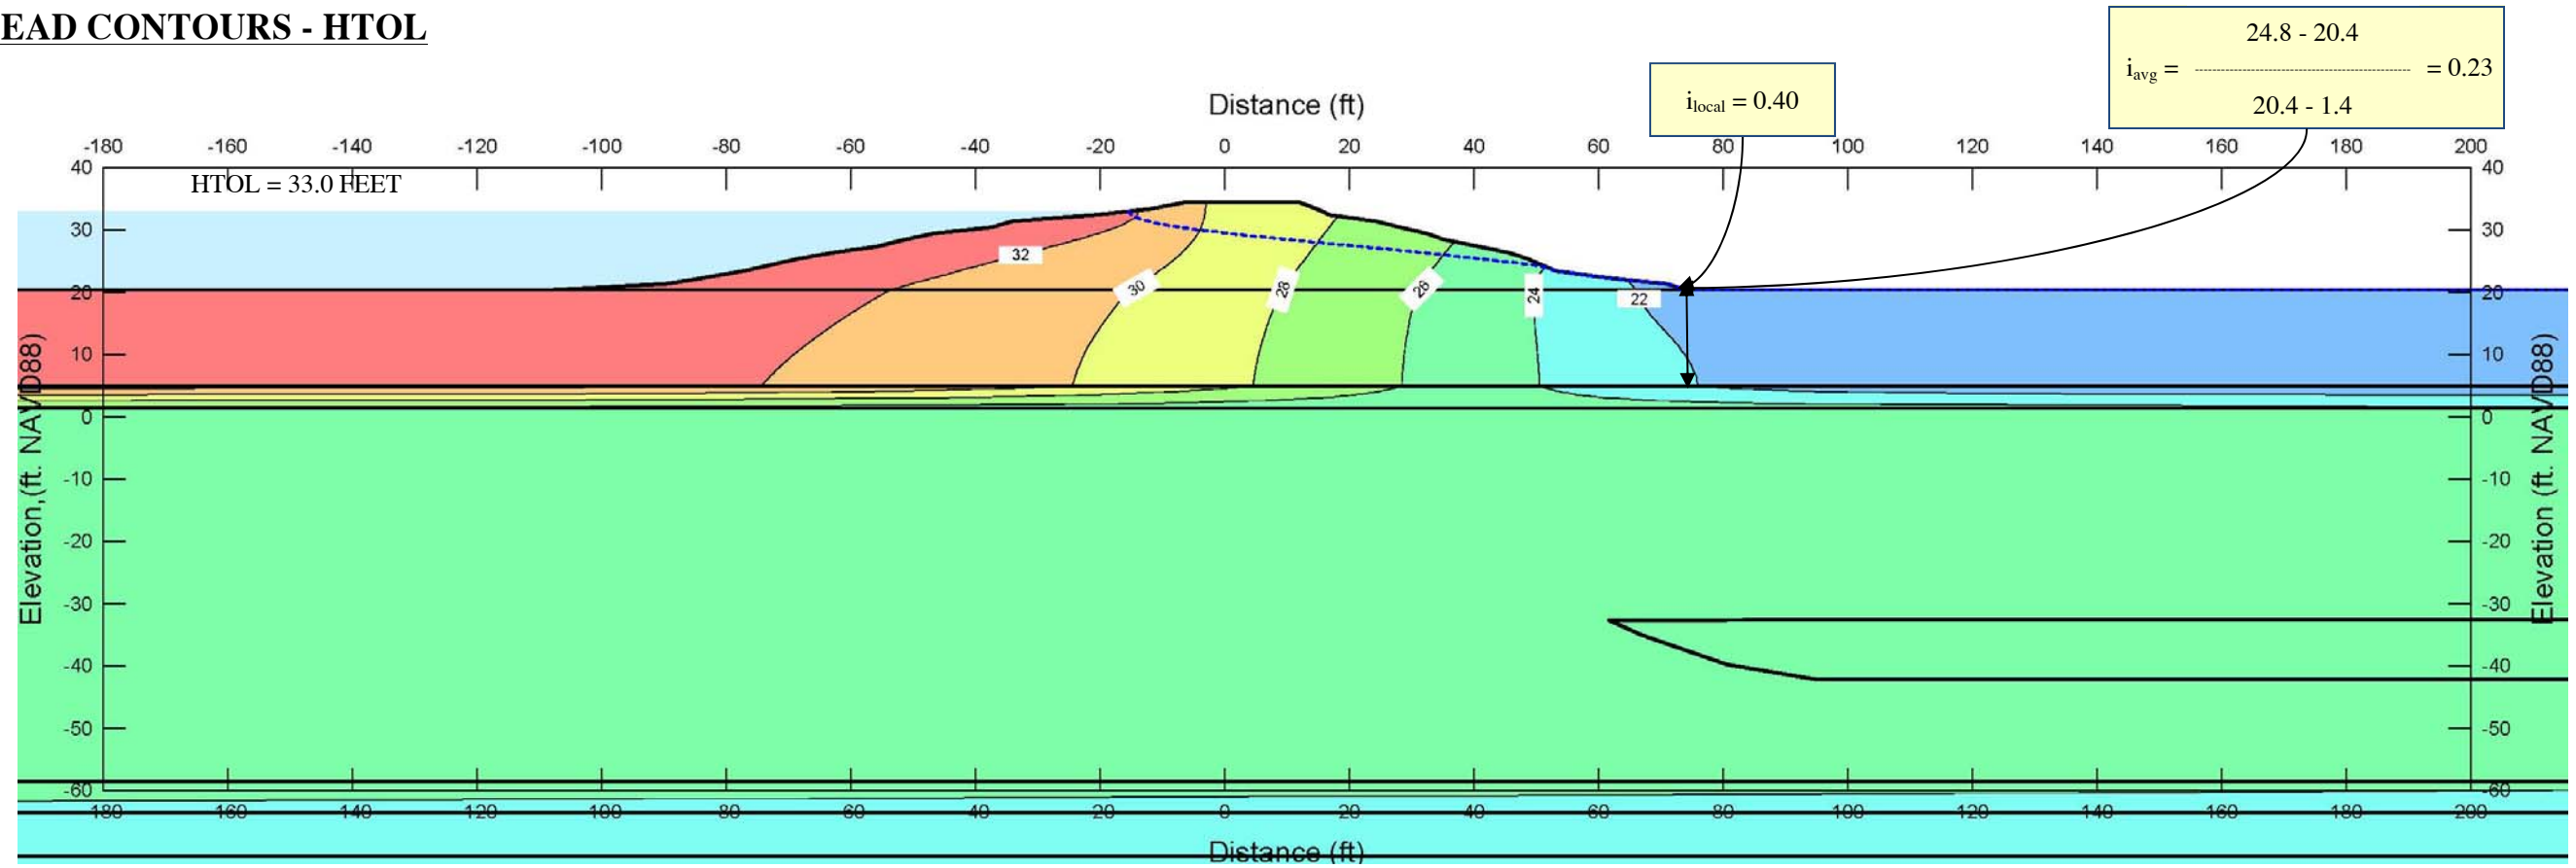 EAD CONTOURS - HTOL
24.8 - 20.4
iavg = ------------------------------------------------ = 0.23
20.4 - 1.4
ilocal = 0.40
Distance (ft)
-180 -160 -140 -120 -100 -80 -60 -40 -20 0 20 40 60 80 100 120 140 160 180 200
40 40
HTOL = 33.0 FEET
30 30
32
30 28 26 24 22
20 20
10 10
0 0
-10 -10
-20 -20
-30 -30
-40 -40
-50 -50
-60 -60
Elevation,(ft. NAVD88)
Elevation (ft. NAVD88)
-180 -160 -140 -120 -100 -80 -60 -40 -20 0 20 40 60 80 100 120 140 160 180 200
Distance (ft)